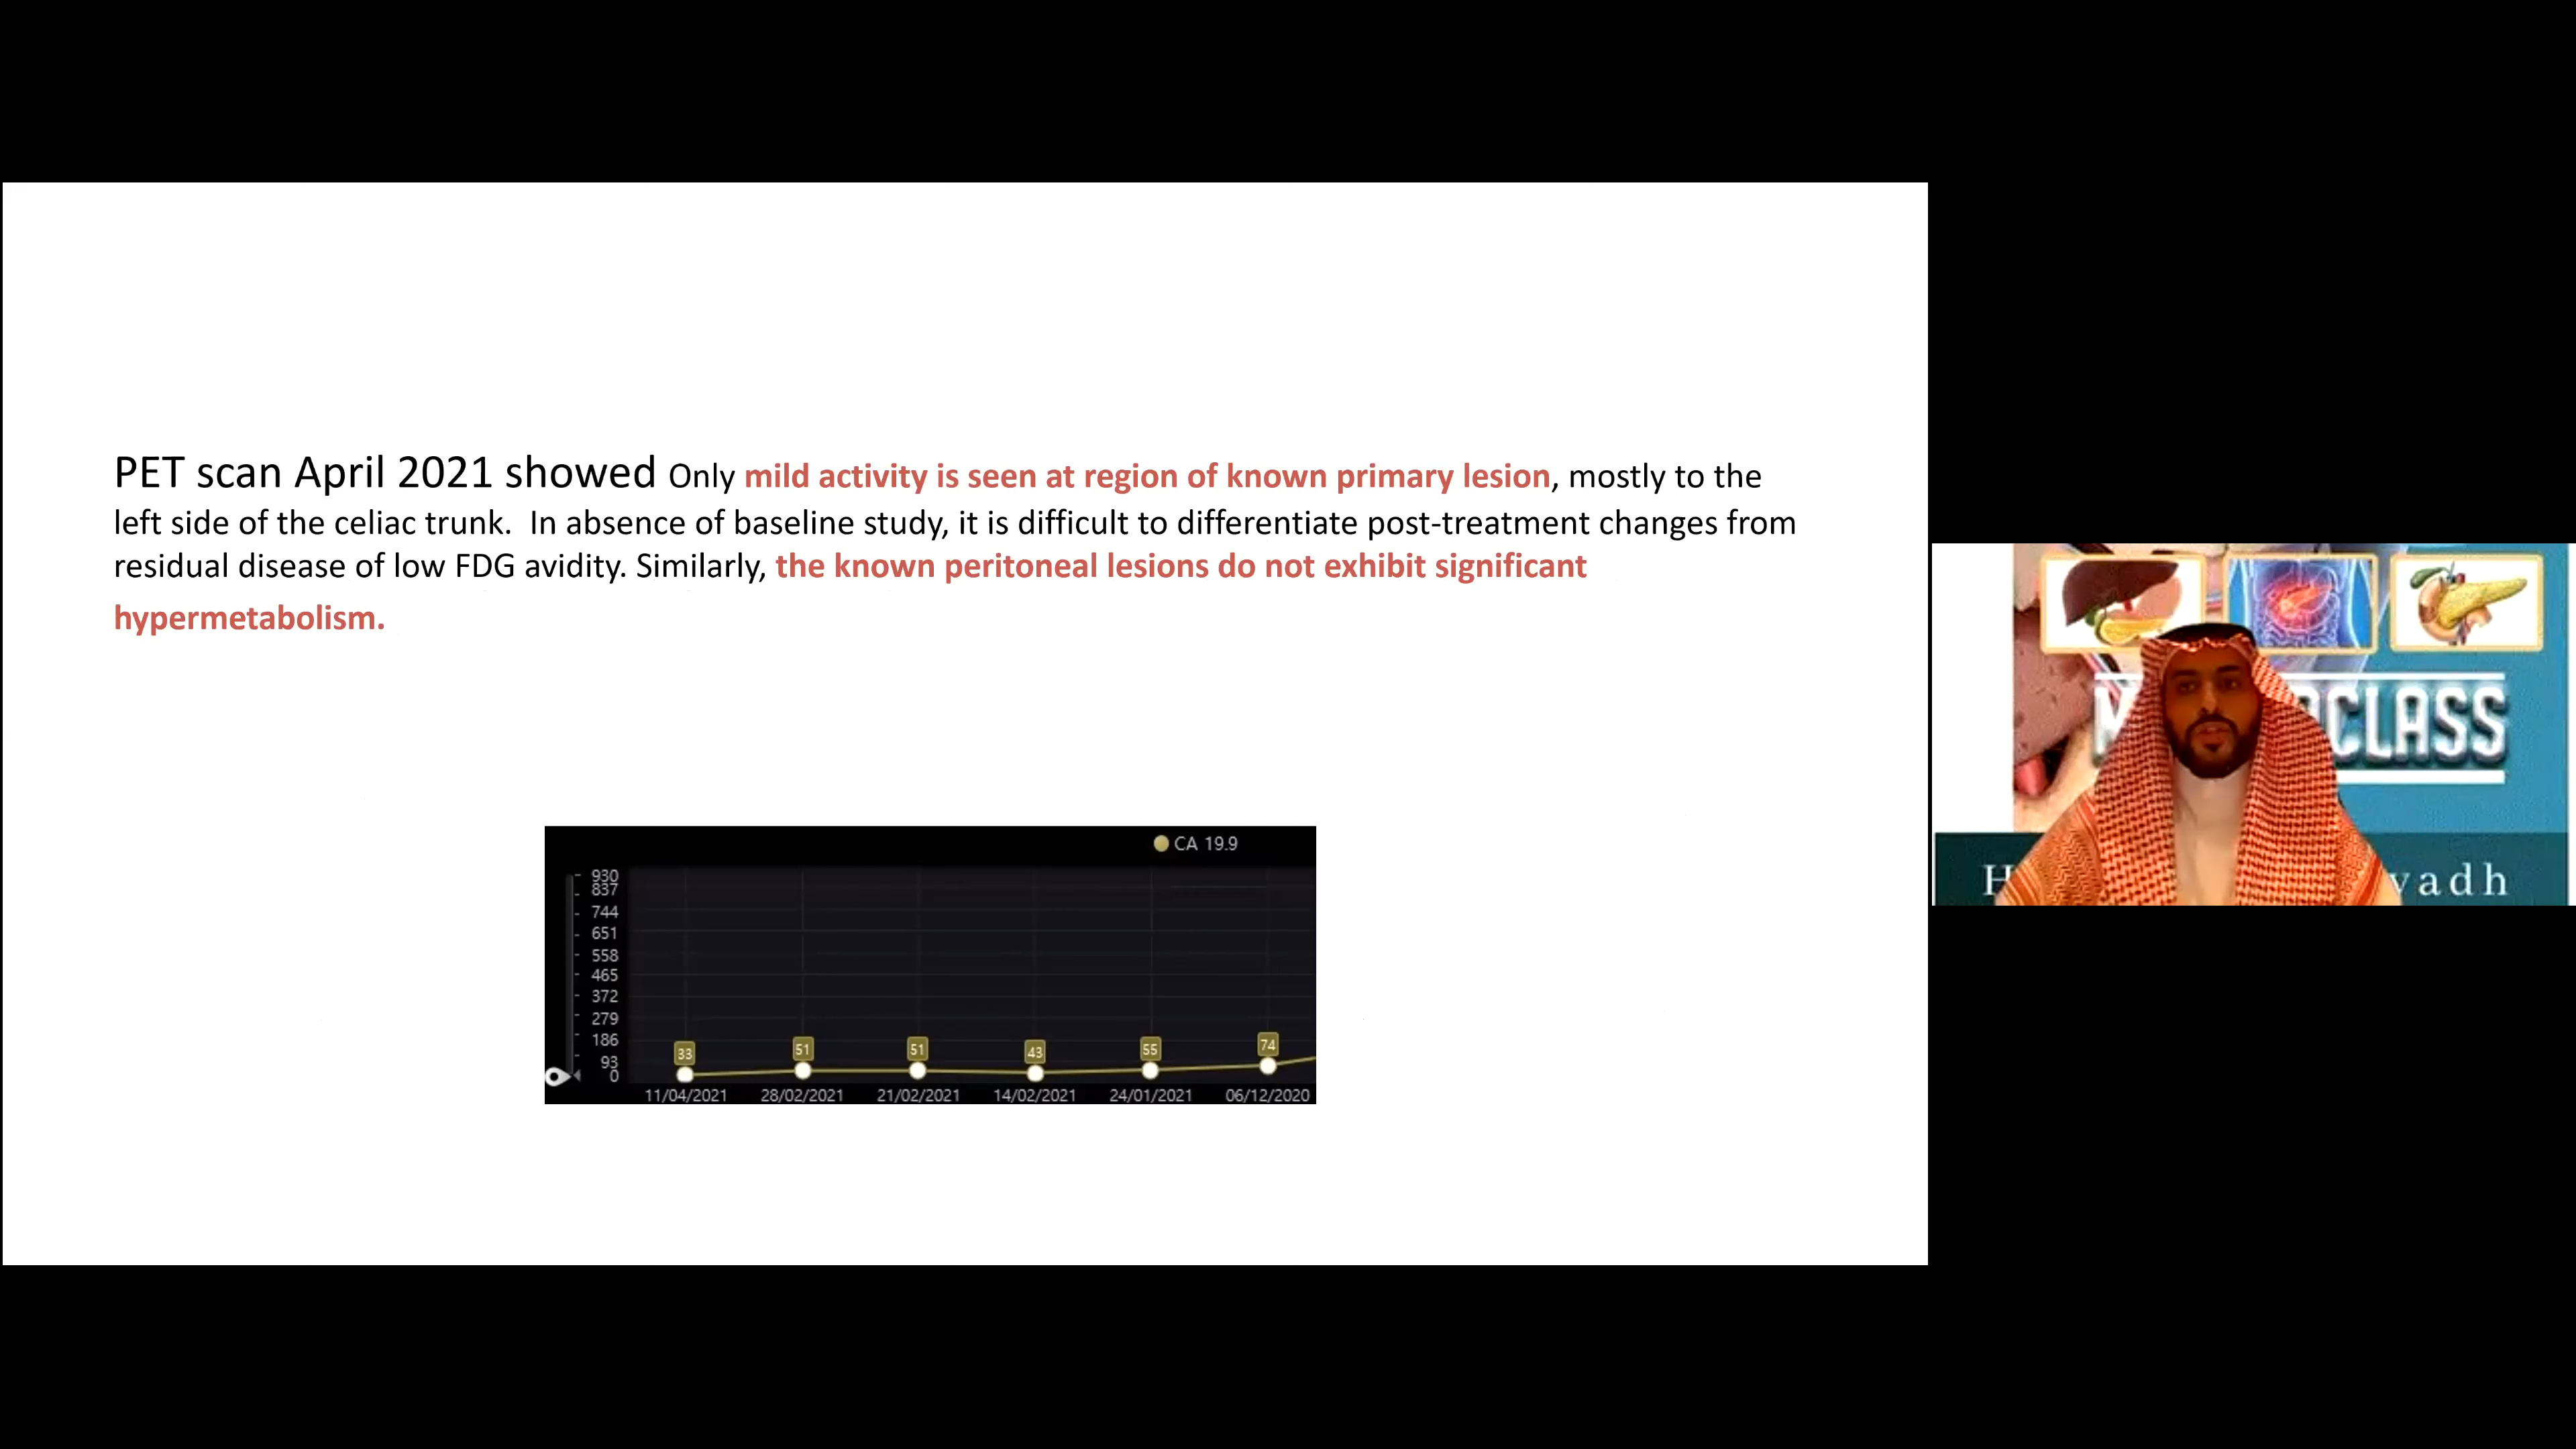 PET scan April 2021 showed Only mild activity is seen at region of known primary lesion, mostly to the
left side of the celiac trunk.  In absence of baseline study, it is difficult to differentiate post-treatment changes from
residual disease of low FDG avidity. Similarly, the known peritoneal lesions do not exhibit significant
hypermetabolism.
CA 19.9
930
837
744
651
558
465
372
279
186
93
0
33 51 51 43 55 74
11/04/2021 28/02/2021 21/02/2021 14/02/2021 24/01/2021 06/12/2020
CLASS